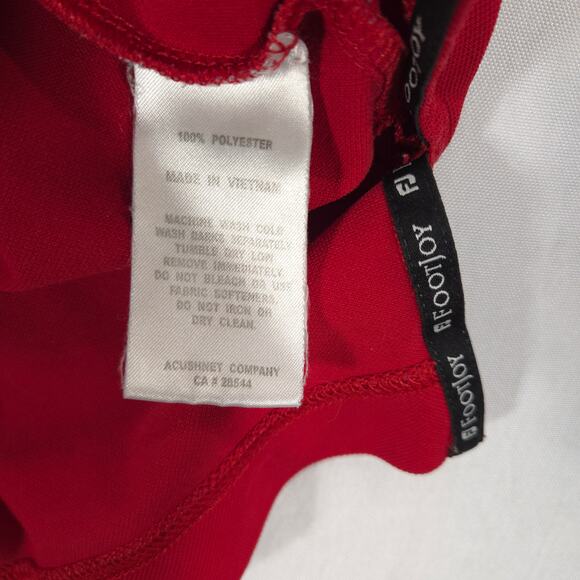 100% POLYESTER
MADE IN VIETNAM
MACHINE WASH COLD
WASH DARKS SEPARATELY
TUMBLE DRY LOW
REMOVE IMMEDIATELY.
DO NOT BLEACH OR USE
FABRIC SOFTENERS.
DO NOT IRON OR
DRY CLEAN.
ACUSHNET COMPANY
CA # 28544
FJ FOOTJOY
FJ FOOTJOY